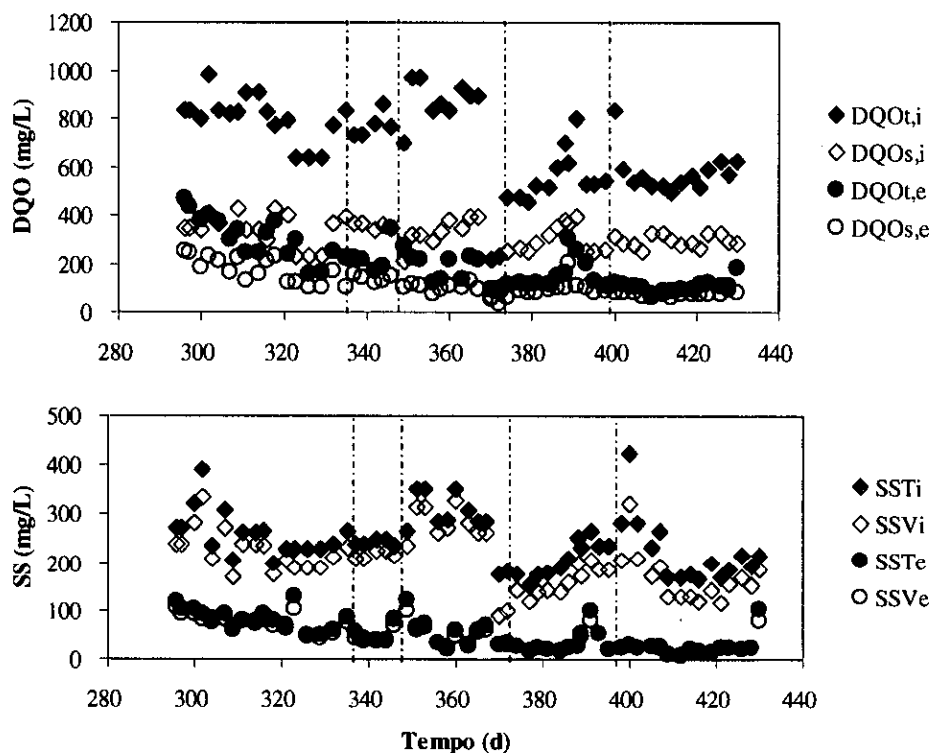 1200
1000
800
600
400
200
0
DQO (mg/L)
280 300 320 340 360 380 400 420 440
DQOt,i
DQOs,i
DQOt,e
DQOs,e
500
400
300
200
100
0
SS (mg/L)
280 300 320 340 360 380 400 420 440
Tempo (d)
SSTi
SSVi
SSTe
SSVe